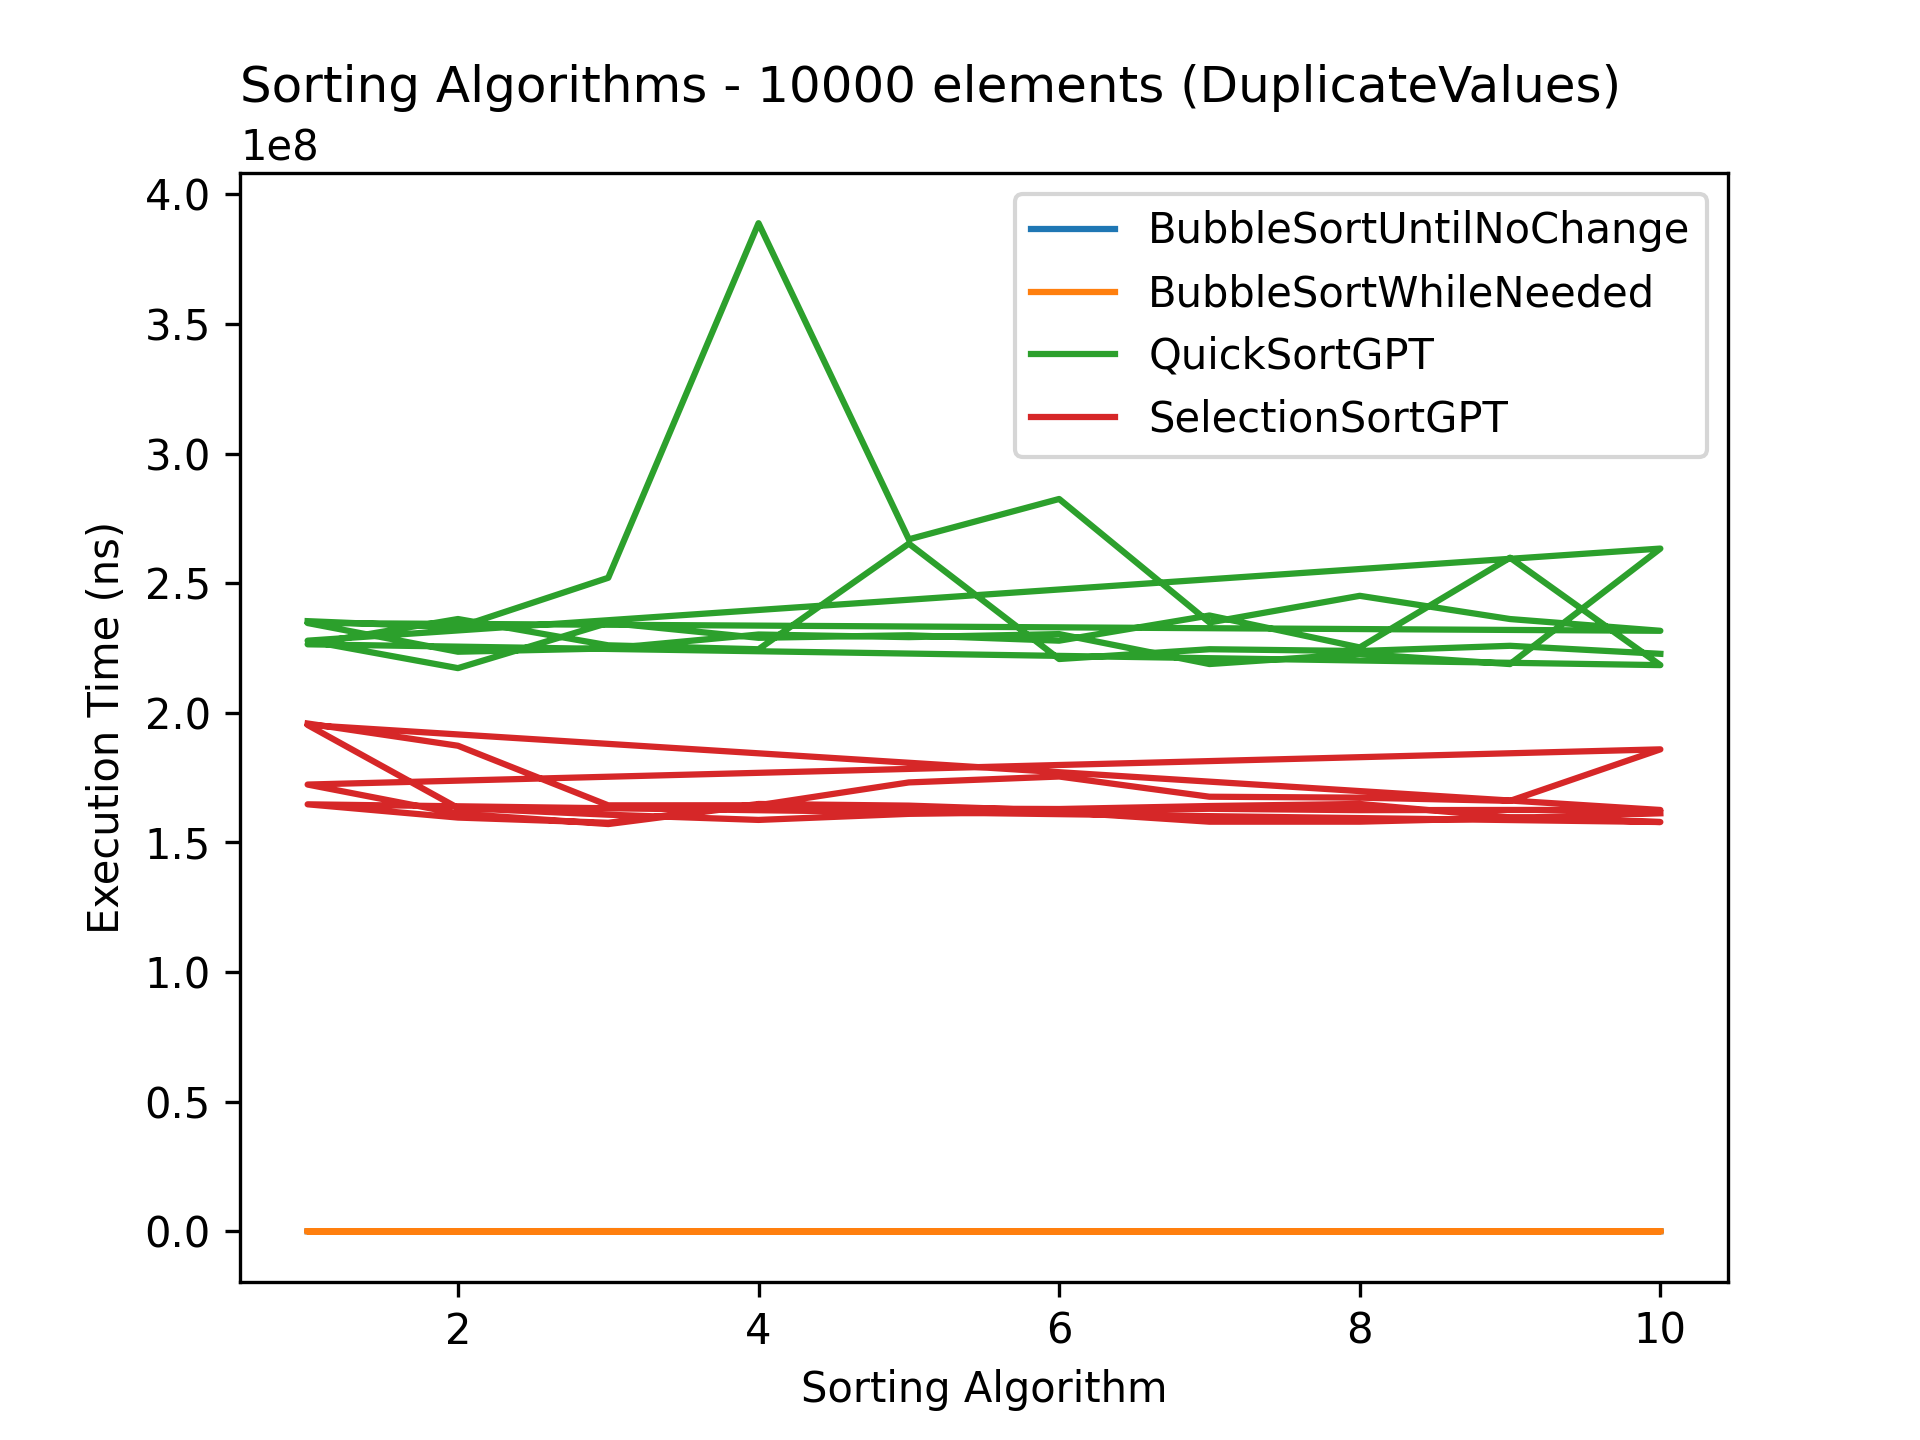 Sorting Algorithms - 10000 elements (DuplicateValues)
1e8
4.0
3.5
3.0
2.5
2.0
1.5
1.0
0.5
0.0
Execution Time (ns)
BubbleSortUntilNoChange
BubbleSortWhileNeeded
QuickSortGPT
SelectionSortGPT
2 4 6 8 10
Sorting Algorithm